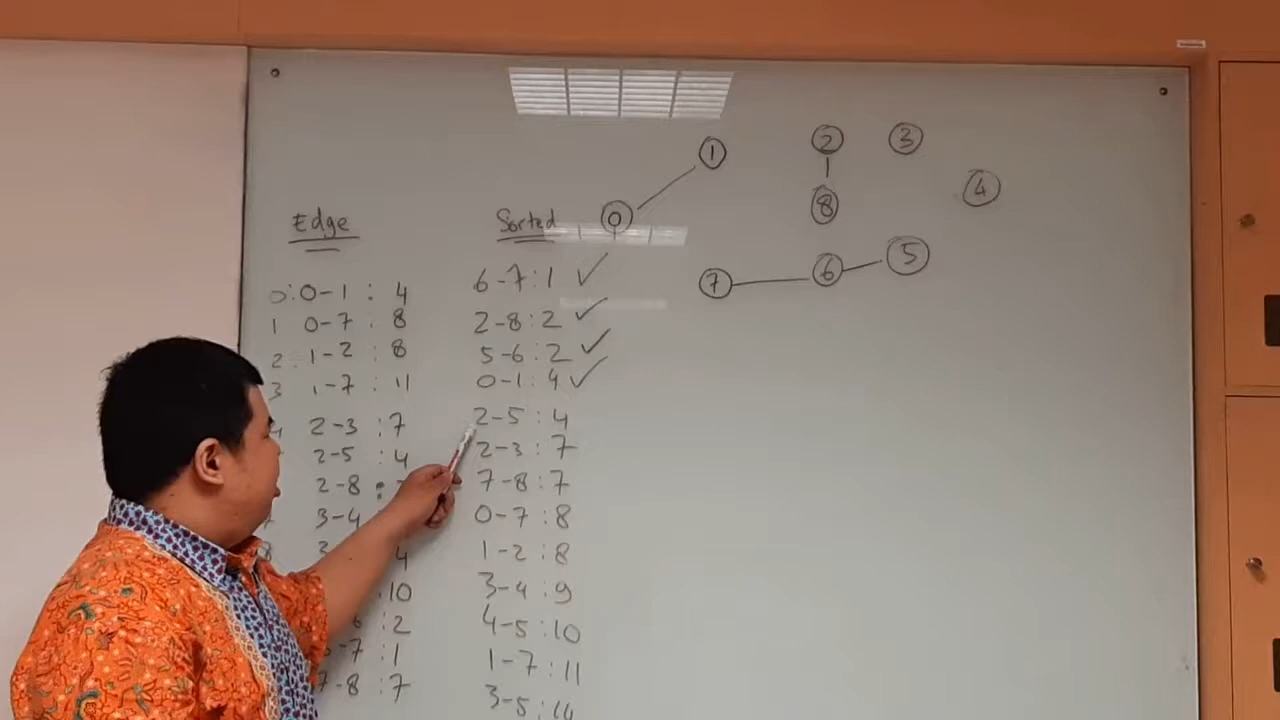 1
2
3
4
8
0
7
6
5
Edge
0:0-1 : 4
1 0-7 : 8
2: 1-2 : 8
3 1-7 : 11
2-3 : 7
2-5 : 4
2-8 :
3-4
8 4
10
6 : 2
-7 : 1
7-8 : 7
Sorted
6-7:1 ✓
2-8:2 ✓
5-6:2 ✓
0-1:4 ✓
2-5:4
2-3:7
7-8:7
0-7:8
1-2:8
3-4:9
4-5:10
1-7:11
3-5:14